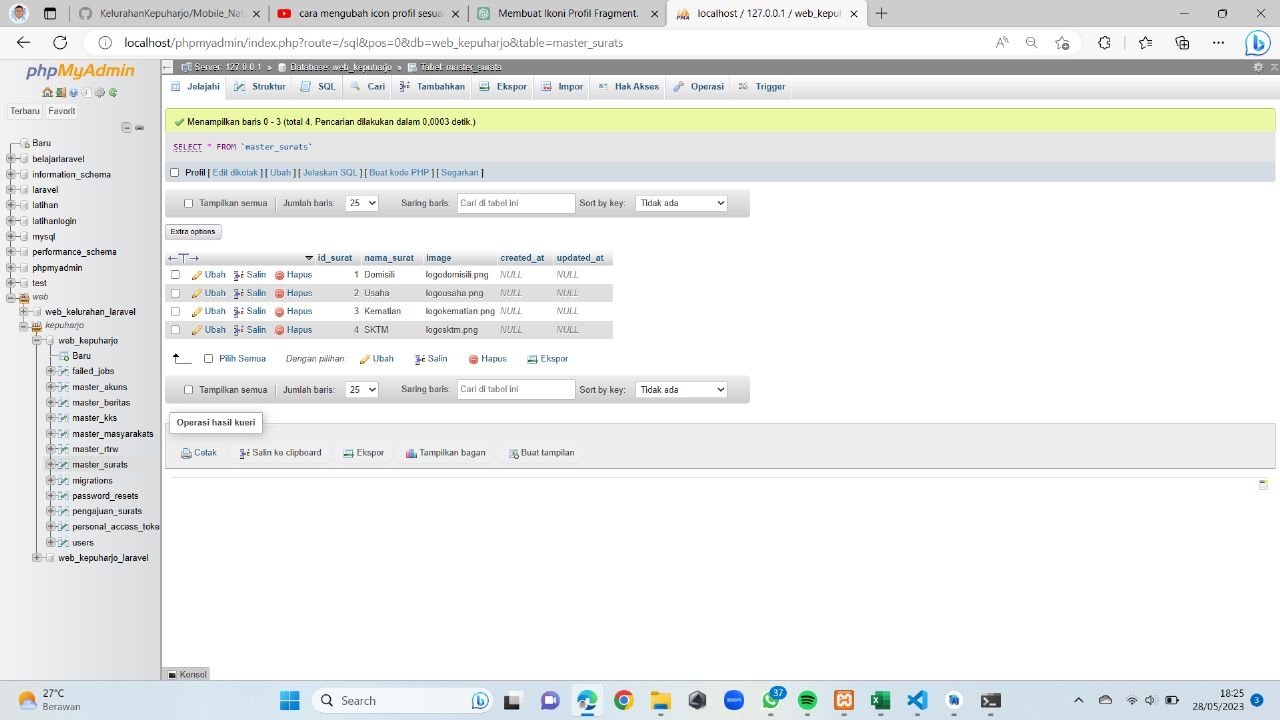 KelurahanKepuharjo/Mobile_Nat
cara mengubah icon profil sesuai
Membuat Ikoni Profil Fragment.
localhost / 127.0.0.1 / web_kepuh
localhost/phpmyadmin/index.php?route=/sql&pos=0&db=web_kepuharjo&table=master_surats
phpMyAdmin
Terbaru Favorit
Baru
belajarlaravel
information_schema
laravel
latihan
latihanlogin
mysql
performance_schema
phpmyadmin
test
web
web_kelurahan_laravel
kepuharjo
web_kepuharjo
Baru
failed_jobs
master_akuns
master_beritas
master_kks
master_masyarakats
master_rtrw
master_surats
migrations
password_resets
pengajuan_surats
personal_access_toke
users
web_kepuharjo_laravel
Server: 127.0.0.1 » Database: web_kepuharjo » Tabel: master_surats
Jelajahi Struktur SQL Cari Tambahkan Ekspor Impor Hak Akses Operasi Trigger
Menampilkan baris 0 - 3 (total 4, Pencarian dilakukan dalam 0,0003 detik.)
SELECT * FROM `master_surats`
Profil [ Edit dikotak ] [ Ubah ] [ Jelaskan SQL ] [ Buat kode PHP ] [ Segarkan ]
Tampilkan semua Jumlah baris: 25 Saring baris: Cari di tabel ini Sort by key: Tidak ada
Extra options
id_surat nama_surat image created_at updated_at
Ubah Salin Hapus 1 Domisili logodomisili.png NULL NULL
Ubah Salin Hapus 2 Usaha logousaha.png NULL NULL
Ubah Salin Hapus 3 Kematian logokematian.png NULL NULL
Ubah Salin Hapus 4 SKTM logosktm.png NULL NULL
Pilih Semua Dengan pilihan: Ubah Salin Hapus Ekspor
Tampilkan semua Jumlah baris: 25 Saring baris: Cari di tabel ini Sort by key: Tidak ada
Operasi hasil kueri
Cetak Salin ke clipboard Ekspor Tampilkan bagan Buat tampilan
Konsol
27°C
Berawan
Search
zoom
37
18:25
28/05/2023
3